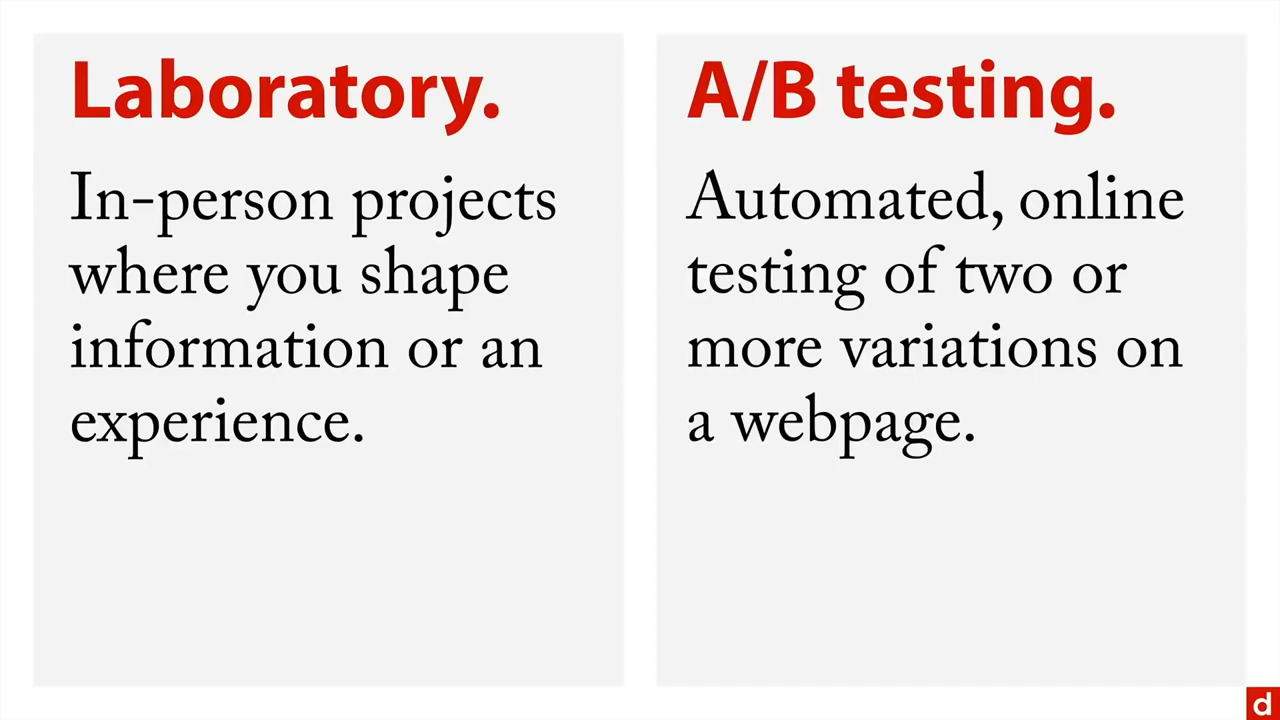 Laboratory.
In-person projects
where you shape
information or an
experience.
A/B testing.
Automated, online
testing of two or
more variations on
a webpage.
d